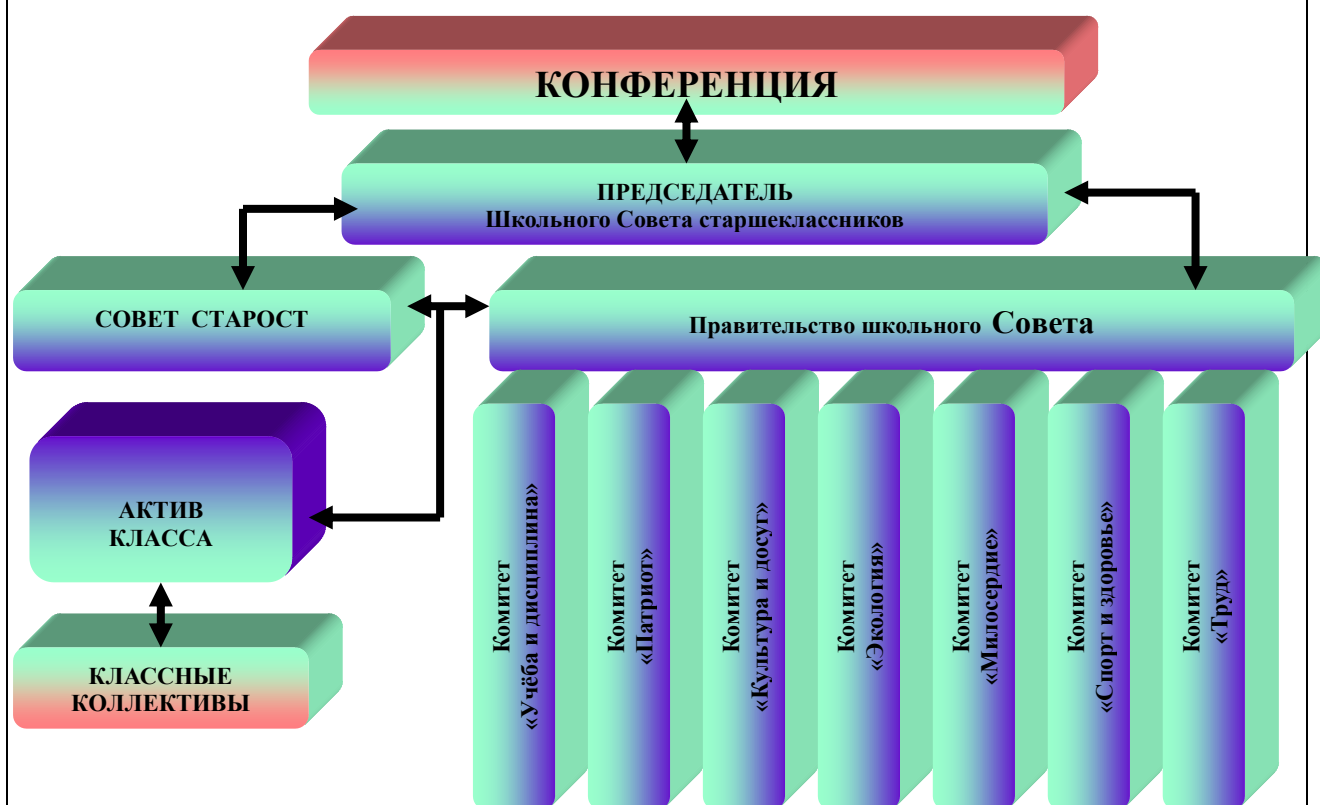 КОНФЕРЕНЦИЯ
ПРЕДСЕДАТЕЛЬ
Школьного Совета старшеклассников
СОВЕТ СТАРОСТ
Правительство школьного Совета
АКТИВ
КЛАССА
КЛАССНЫЕ
КОЛЛЕКТИВЫ
Комитет
«Учёба и дисциплина»
Комитет
«Патриот»
Комитет
«Культура и досуг»
Комитет
«Экология»
Комитет
«Милосердие»
Комитет
«Спорт и здоровье»
Комитет
«Труд»